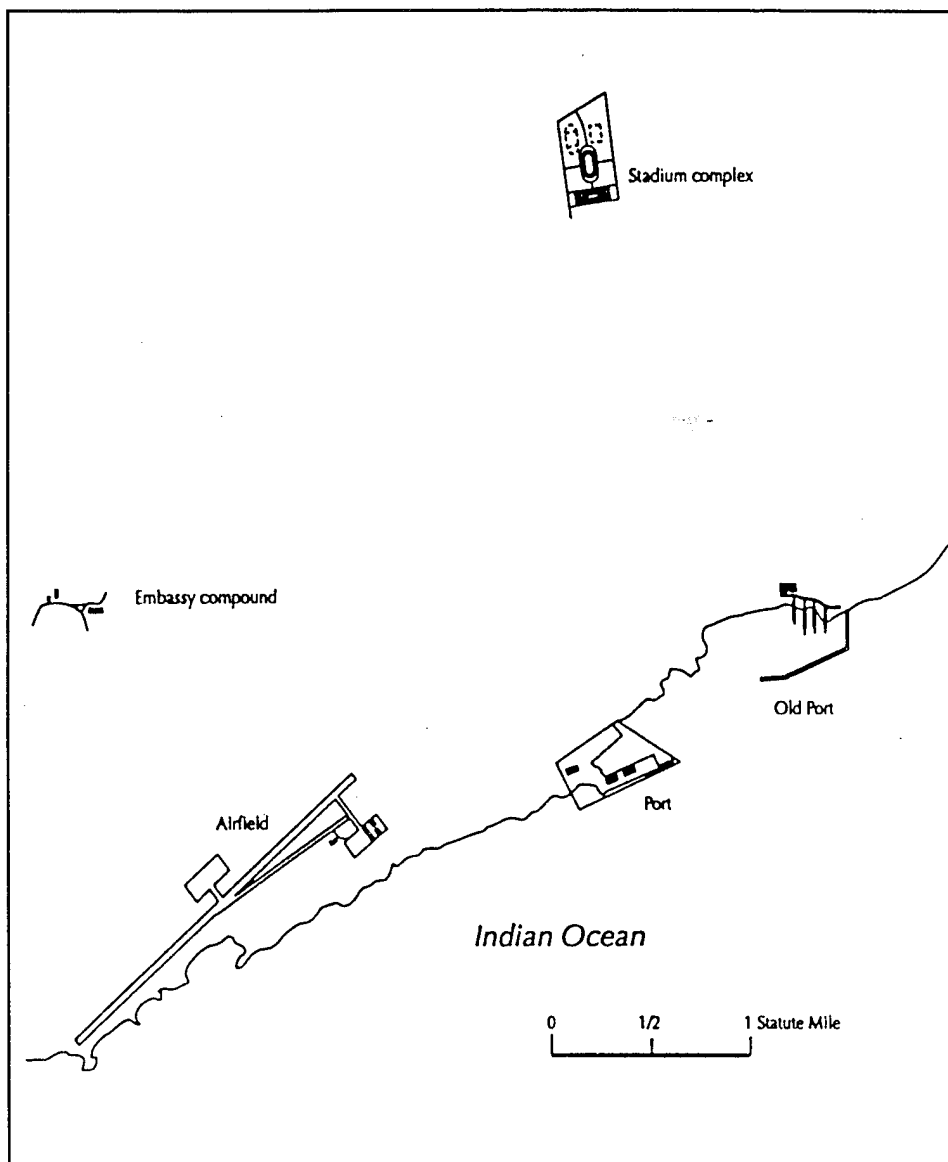 Stadium complex
Embassy compound
Old Port
Port
Airfield
Indian Ocean
0 1/2 1 Statute Mile